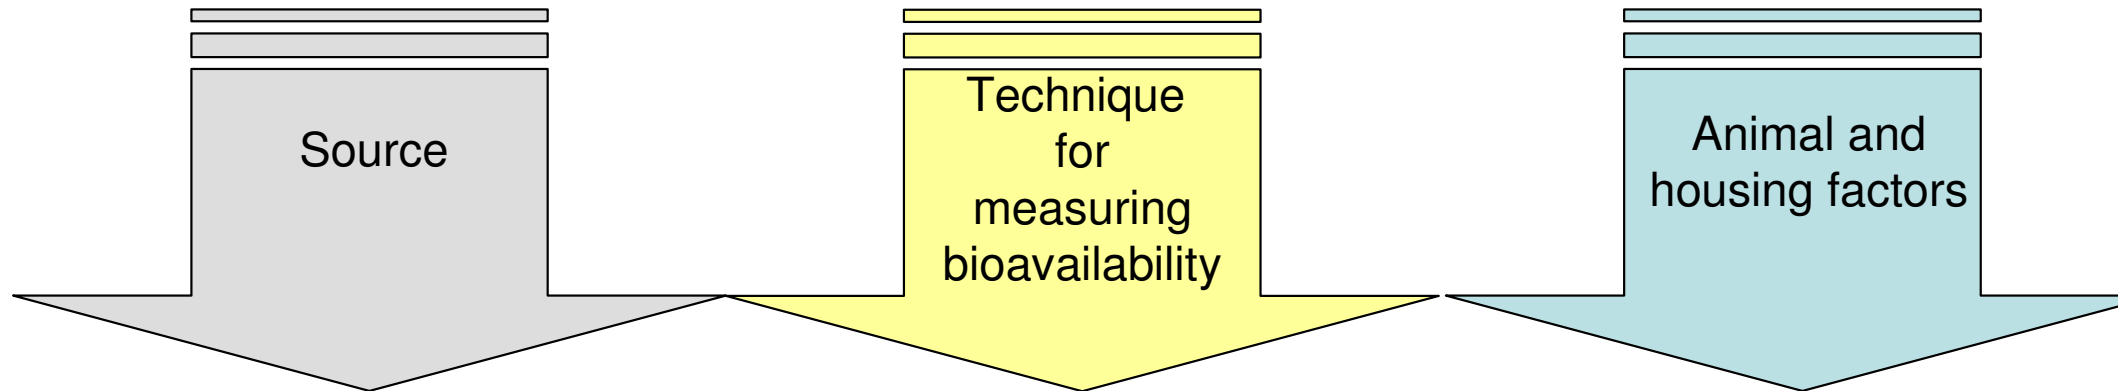 Source
Technique
for
measuring
bioavailability
Animal and
housing factors